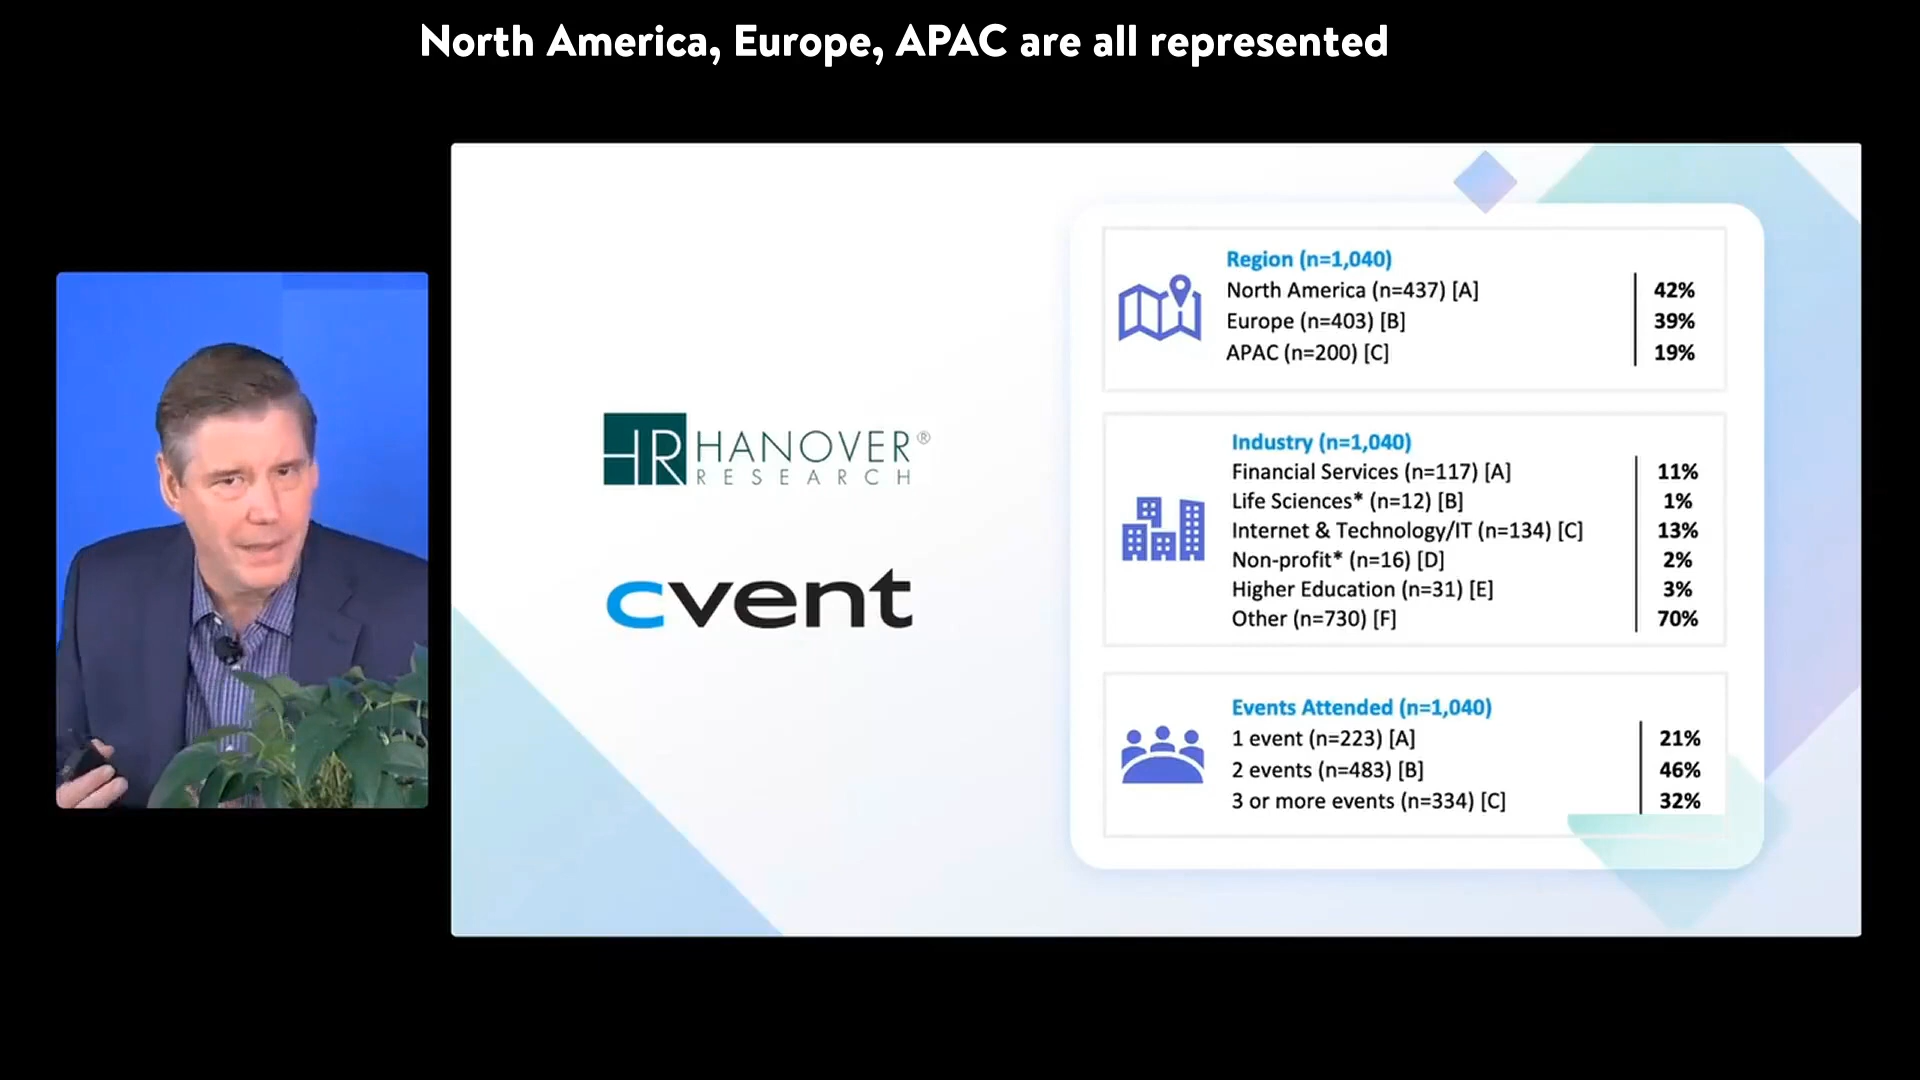 North America, Europe, APAC are all represented
HR HANOVER®
RESEARCH
cvent
Region (n=1,040)
North America (n=437) [A] 42%
Europe (n=403) [B] 39%
APAC (n=200) [C] 19%
Industry (n=1,040)
Financial Services (n=117) [A] 11%
Life Sciences* (n=12) [B] 1%
Internet & Technology/IT (n=134) [C] 13%
Non-profit* (n=16) [D] 2%
Higher Education (n=31) [E] 3%
Other (n=730) [F] 70%
Events Attended (n=1,040)
1 event (n=223) [A] 21%
2 events (n=483) [B] 46%
3 or more events (n=334) [C] 32%